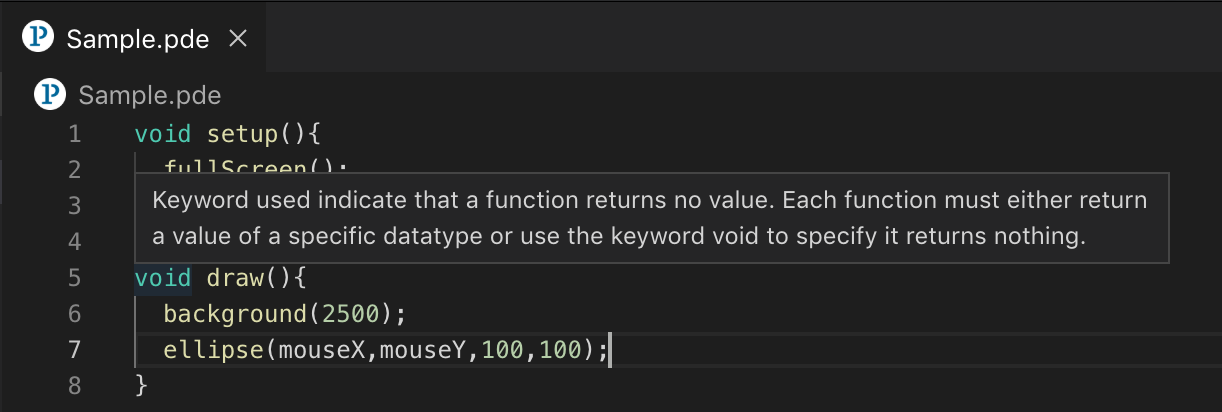 Sample.pde
Sample.pde
1 void setup(){
2 fullScreen();
3 Keyword used indicate that a function returns no value. Each function must either return
4 a value of a specific datatype or use the keyword void to specify it returns nothing.
5 void draw(){
6 background(2500);
7 ellipse(mouseX,mouseY,100,100);
8 }